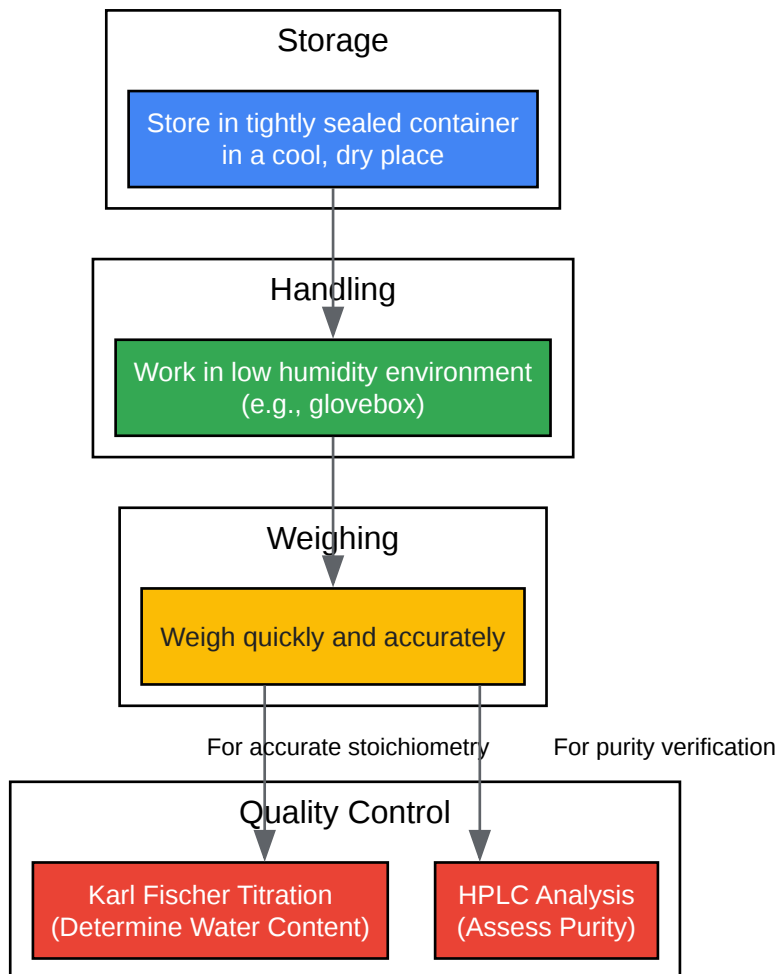 Storage
Store in tightly sealed container
in a cool, dry place
Handling
Work in low humidity environment
(e.g., glovebox)
Weighing
Weigh quickly and accurately
For accurate stoichiometry
For purity verification
Quality Control
Karl Fischer Titration
(Determine Water Content)
HPLC Analysis
(Assess Purity)